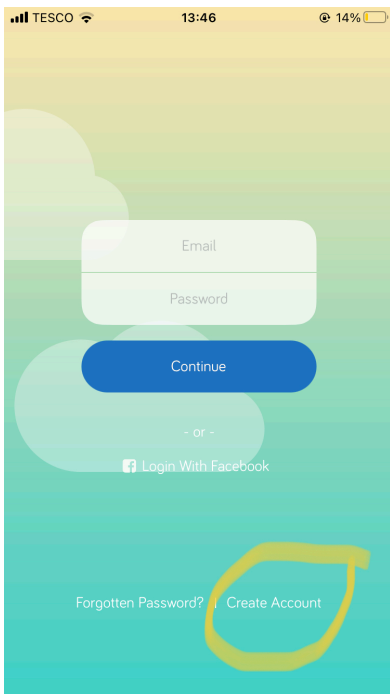 TESCO 13:46 14%
Email
Password
Continue
- or -
Login With Facebook
Forgotten Password? | Create Account